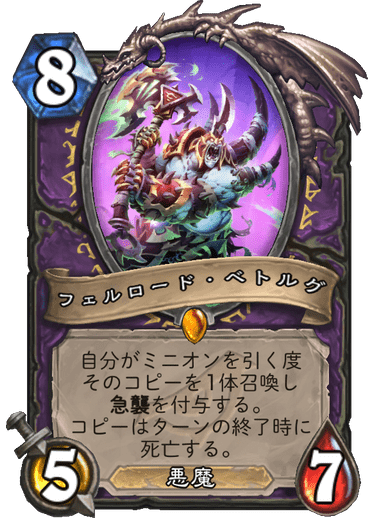 8
フェルロード・ベトルグ
自分がミニオンを引く度
そのコピーを1体召喚し
急襲を付与する。
コピーはターンの終了時に
死亡する。
5
悪魔
7